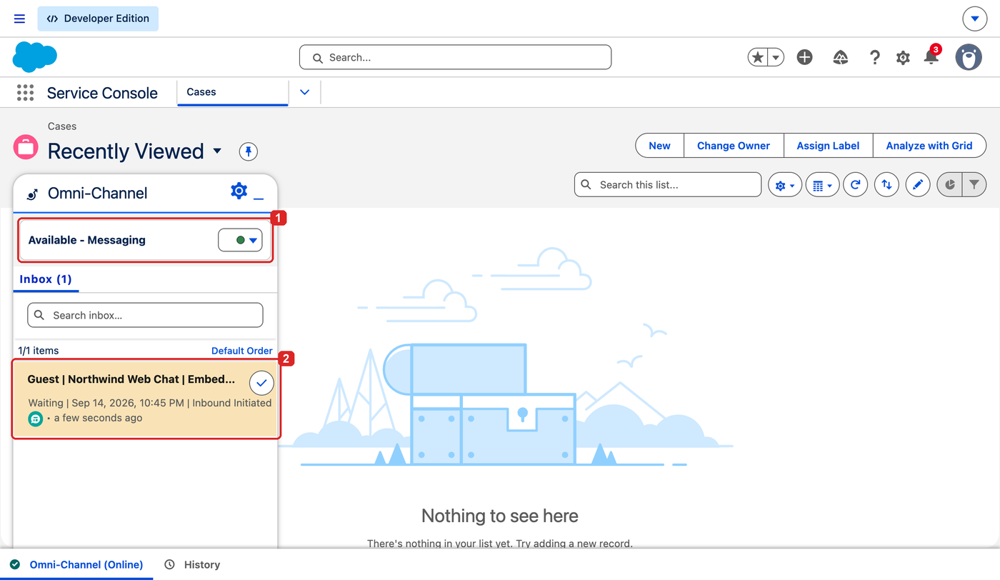 Developer Edition
Search...
3
Service Console
Cases
Cases
Recently Viewed
New
Change Owner
Assign Label
Analyze with Grid
Search this list...
Omni-Channel
1
Available - Messaging
Inbox (1)
Search inbox...
1/1 items
Default Order
2
Guest | Northwind Web Chat | Embed...
Waiting | Sep 14, 2026, 10:45 PM | Inbound Initiated
• a few seconds ago
Nothing to see here
There's nothing in your list yet. Try adding a new record.
Omni-Channel (Online)
History